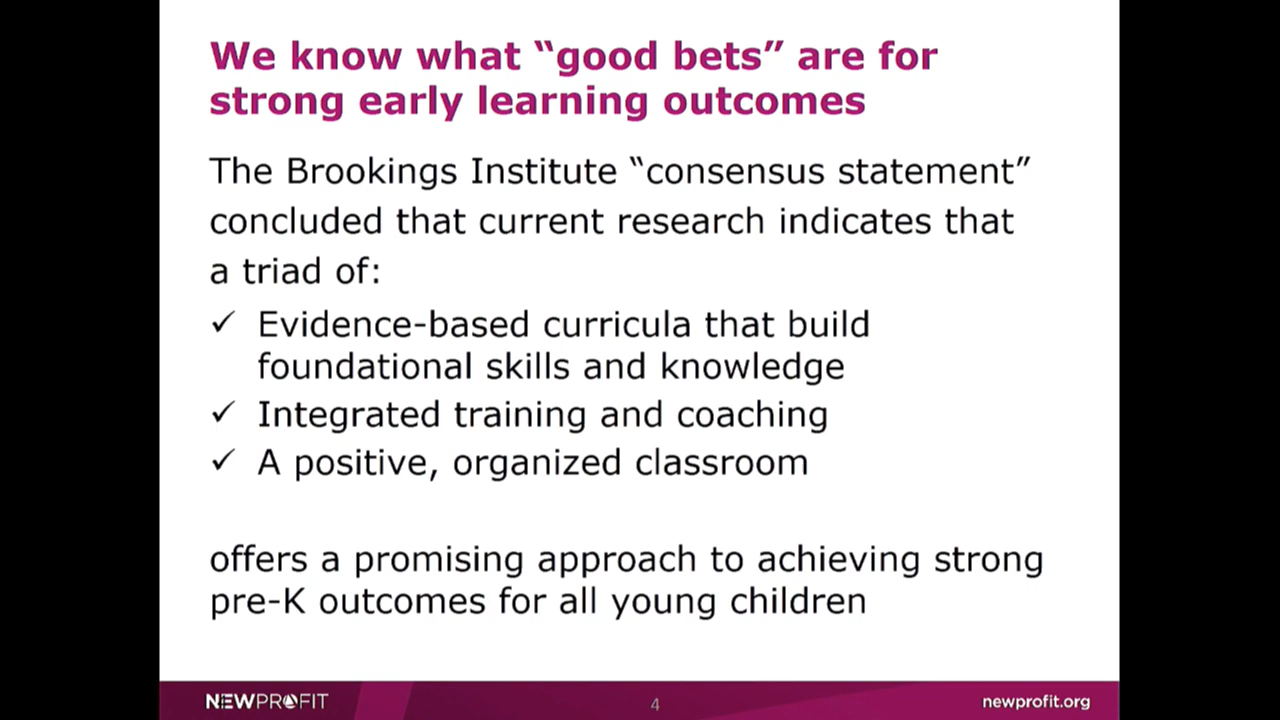 We know what “good bets” are for
strong early learning outcomes
The Brookings Institute “consensus statement”
concluded that current research indicates that
a triad of:
✓ Evidence-based curricula that build
foundational skills and knowledge
✓ Integrated training and coaching
✓ A positive, organized classroom
offers a promising approach to achieving strong
pre-K outcomes for all young children
NEWPROFIT
4
newprofit.org